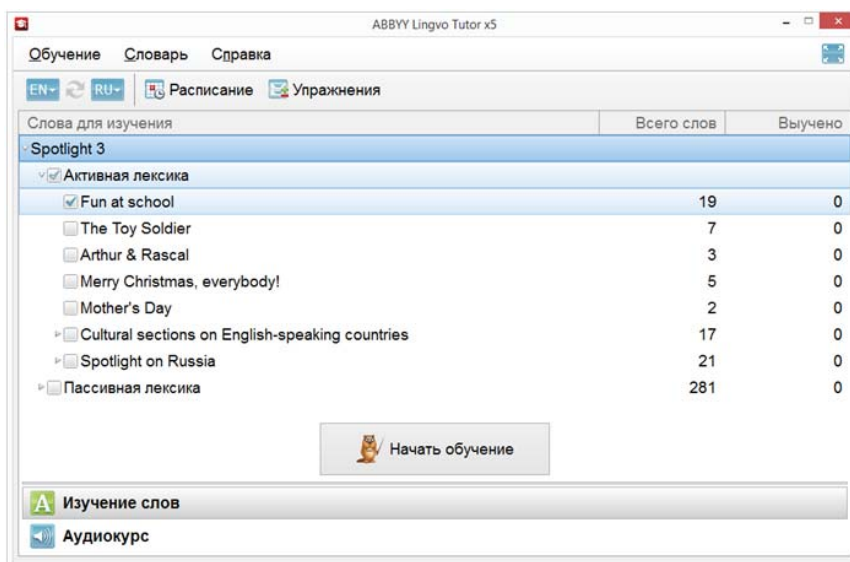 ABBYY Lingvo Tutor x5
Обучение Словарь Справка
EN RU Расписание Упражнения
Слова для изучения Всего слов Выучено
Spotlight 3
Активная лексика
Fun at school 19 0
The Toy Soldier 7 0
Arthur & Rascal 3 0
Merry Christmas, everybody! 5 0
Mother's Day 2 0
Cultural sections on English-speaking countries 17 0
Spotlight on Russia 21 0
Пассивная лексика 281 0
Начать обучение
A Изучение слов
Аудиокурс